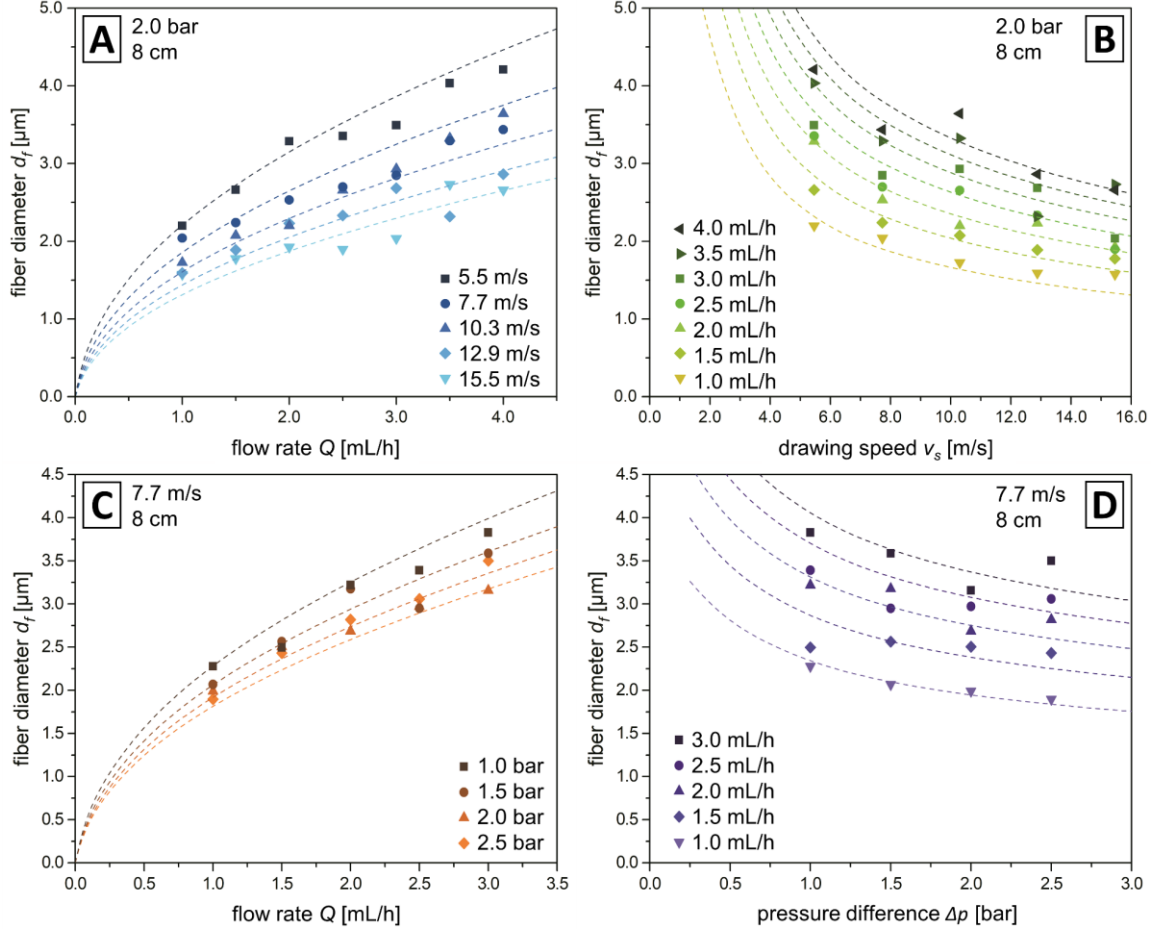 A
2.0 bar
8 cm
5.0
4.0
3.0
2.0
1.0
0.0
fiber diameter d_f [µm]
5.5 m/s
7.7 m/s
10.3 m/s
12.9 m/s
15.5 m/s
0.0 1.0 2.0 3.0 4.0
flow rate Q [mL/h]
B
2.0 bar
8 cm
5.0
4.0
3.0
2.0
1.0
0.0
fiber diameter d_f [µm]
4.0 mL/h
3.5 mL/h
3.0 mL/h
2.5 mL/h
2.0 mL/h
1.5 mL/h
1.0 mL/h
0.0 2.0 4.0 6.0 8.0 10.0 12.0 14.0 16.0
drawing speed v_s [m/s]
C
7.7 m/s
8 cm
4.5
4.0
3.5
3.0
2.5
2.0
1.5
1.0
0.5
0.0
fiber diameter d_f [µm]
1.0 bar
1.5 bar
2.0 bar
2.5 bar
0.0 0.5 1.0 1.5 2.0 2.5 3.0 3.5
flow rate Q [mL/h]
D
7.7 m/s
8 cm
4.5
4.0
3.5
3.0
2.5
2.0
1.5
1.0
0.5
0.0
fiber diameter d_f [µm]
3.0 mL/h
2.5 mL/h
2.0 mL/h
1.5 mL/h
1.0 mL/h
0.0 0.5 1.0 1.5 2.0 2.5 3.0
pressure difference Δp [bar]